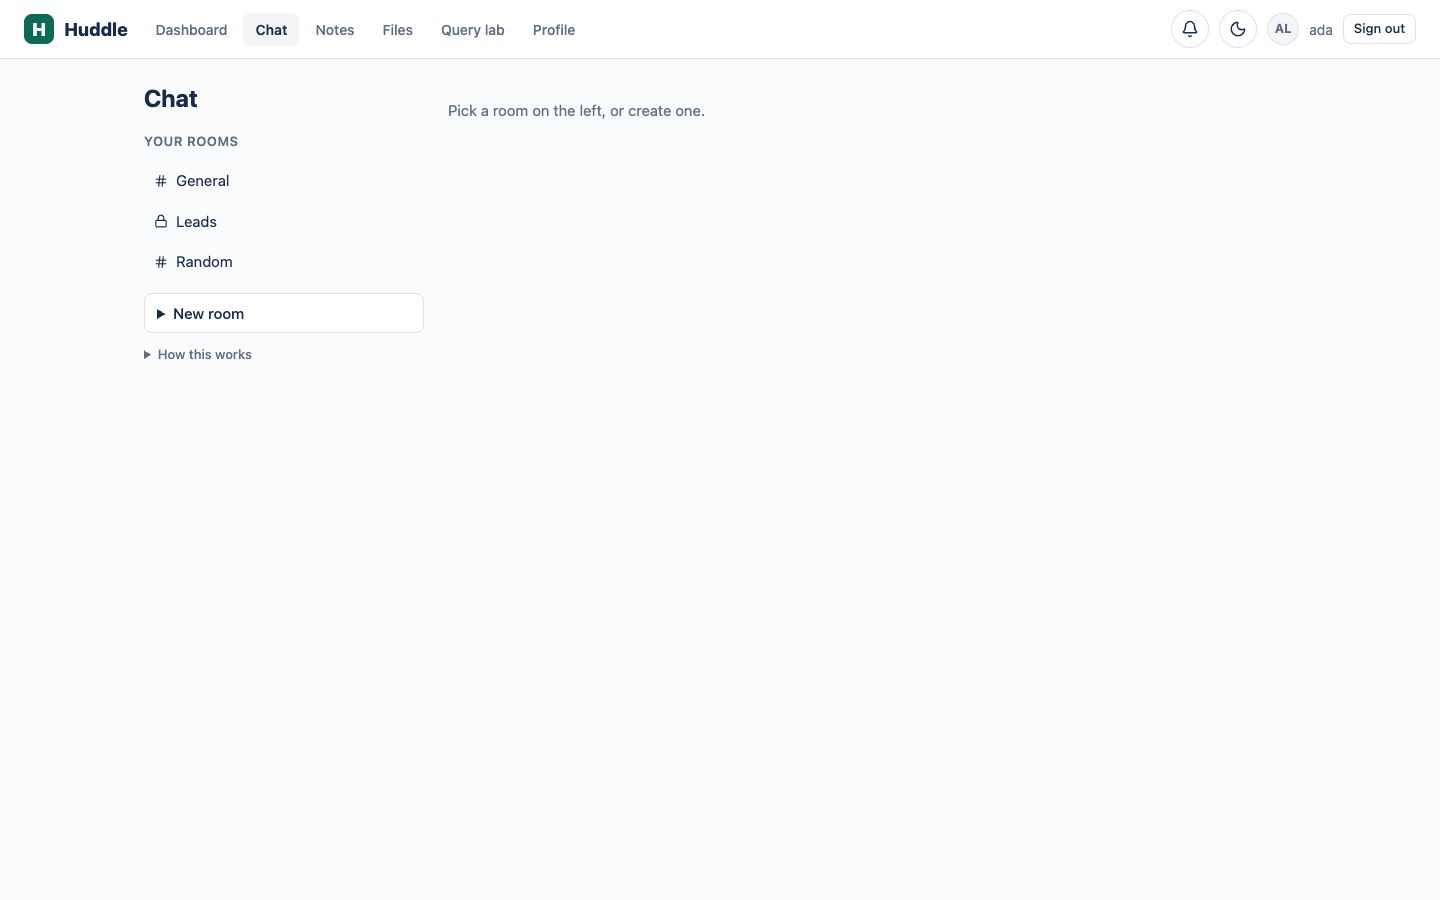 H Huddle Dashboard Chat Notes Files Query lab Profile AL ada Sign out
Chat
YOUR ROOMS
# General
Leads
# Random
New room
How this works
Pick a room on the left, or create one.